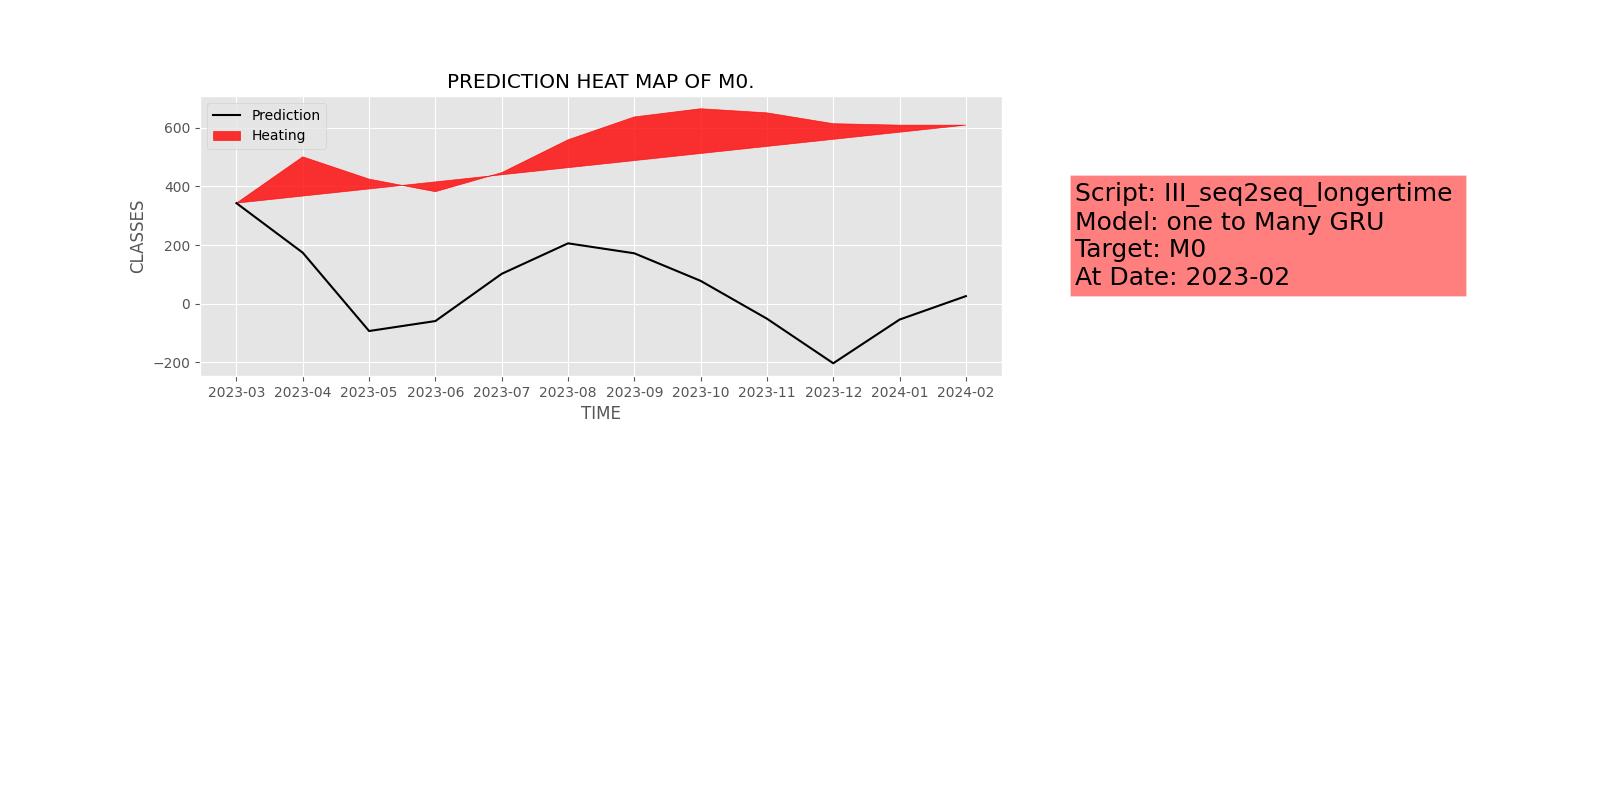 PREDICTION HEAT MAP OF M0.
Prediction
Heating
600
400
200
0
−200
CLASSES
2023-03 2023-04 2023-05 2023-06 2023-07 2023-08 2023-09 2023-10 2023-11 2023-12 2024-01 2024-02
TIME
Script: III_seq2seq_longertime
Model: one to Many GRU
Target: M0
At Date: 2023-02